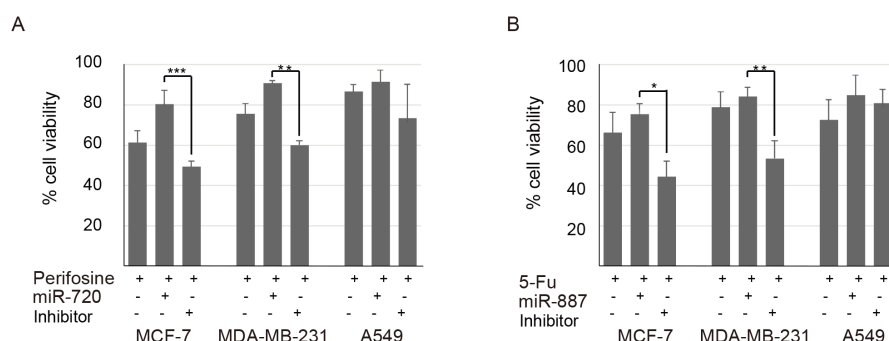 A
% cell viability
100
80
60
40
20
*** **
Perifosine + + + + + + + + +
miR-720 - + - - + - - + -
Inhibitor - - + - - + - - +
MCF-7 MDA-MB-231 A549
B
% cell viability
100
80
60
40
20
* **
5-Fu + + + + + + + + +
miR-887 - + - - + - - + -
Inhibitor - - + - - + - - +
MCF-7 MDA-MB-231 A549